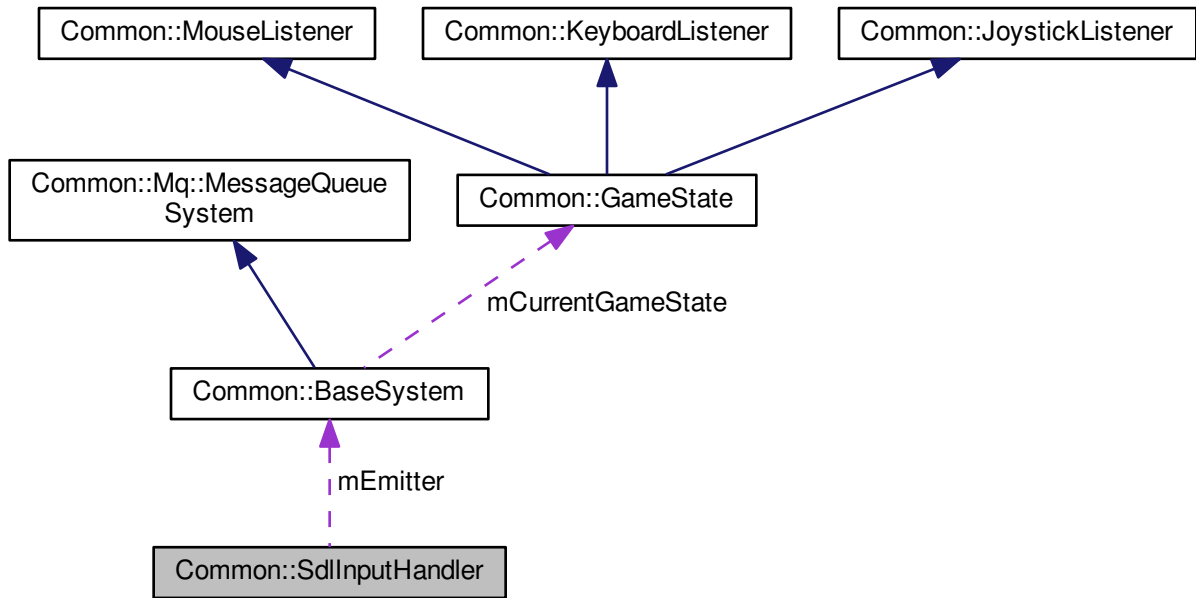 Common::MouseListener
Common::KeyboardListener
Common::JoystickListener
Common::Mq::MessageQueue
System
Common::GameState
mCurrentGameState
Common::BaseSystem
mEmitter
Common::SdlInputHandler